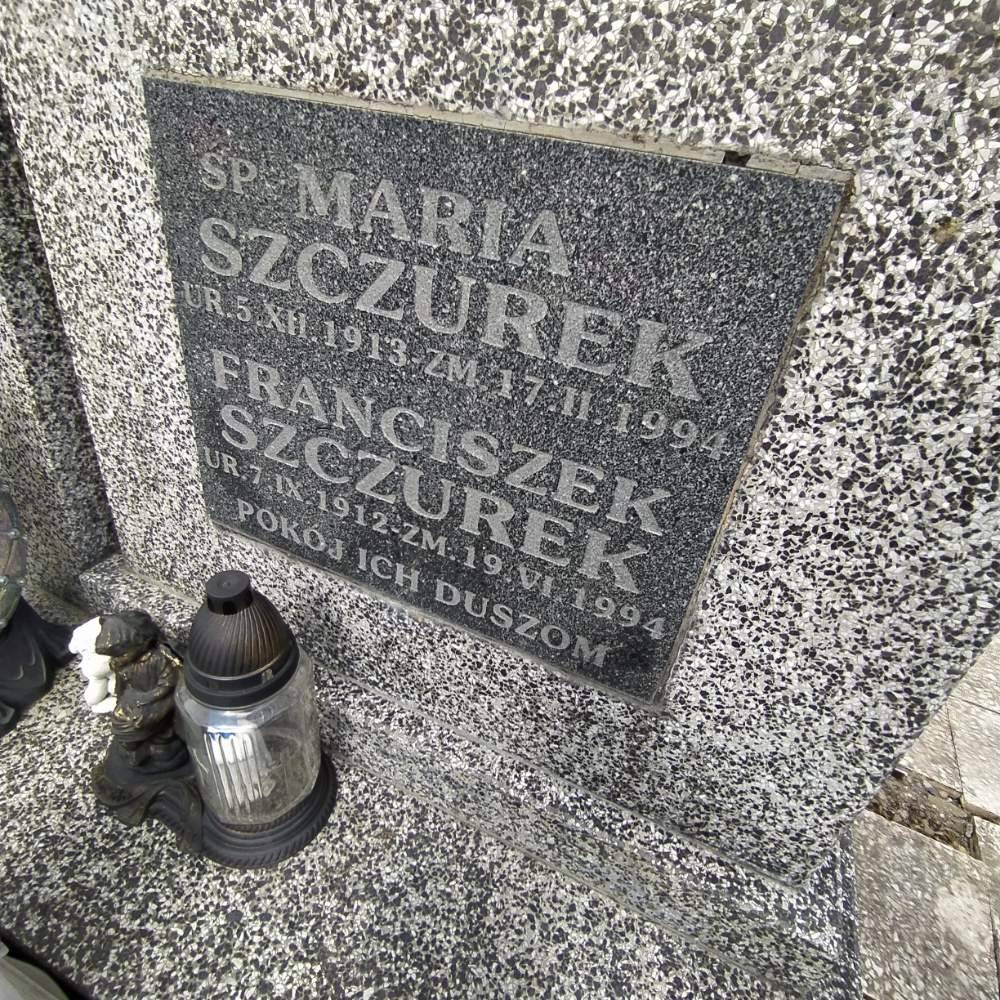 SP. MARIA
SZCZUREK
UR.5.XII.1913-ZM.17.II.1994
FRANCISZEK
SZCZUREK
UR.7.IX.1912-ZM.19.VI.1994
POKÓJ ICH DUSZOM